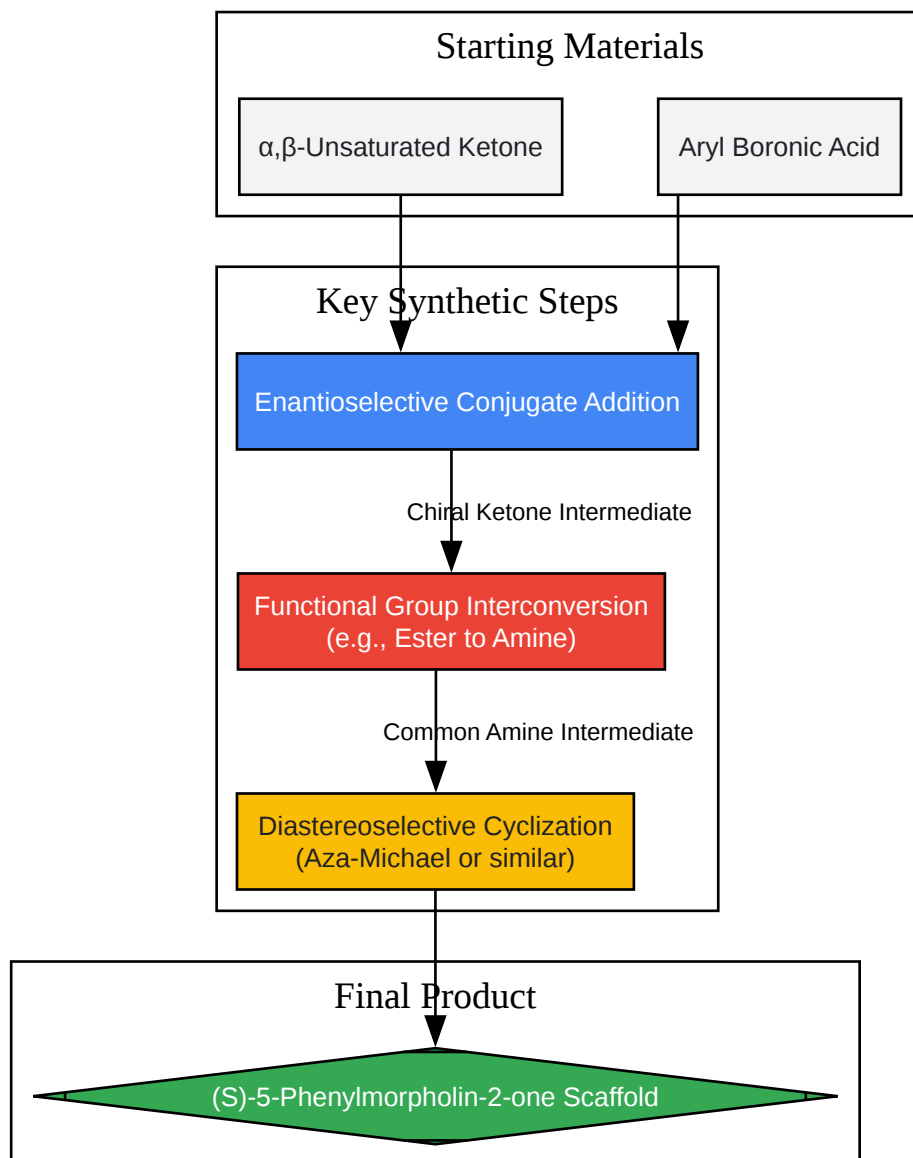 Starting Materials
α,β-Unsaturated Ketone
Aryl Boronic Acid
Key Synthetic Steps
Enantioselective Conjugate Addition
Chiral Ketone Intermediate
Functional Group Interconversion
(e.g., Ester to Amine)
Common Amine Intermediate
Diastereoselective Cyclization
(Aza-Michael or similar)
Final Product
(S)-5-Phenylmorpholin-2-one Scaffold